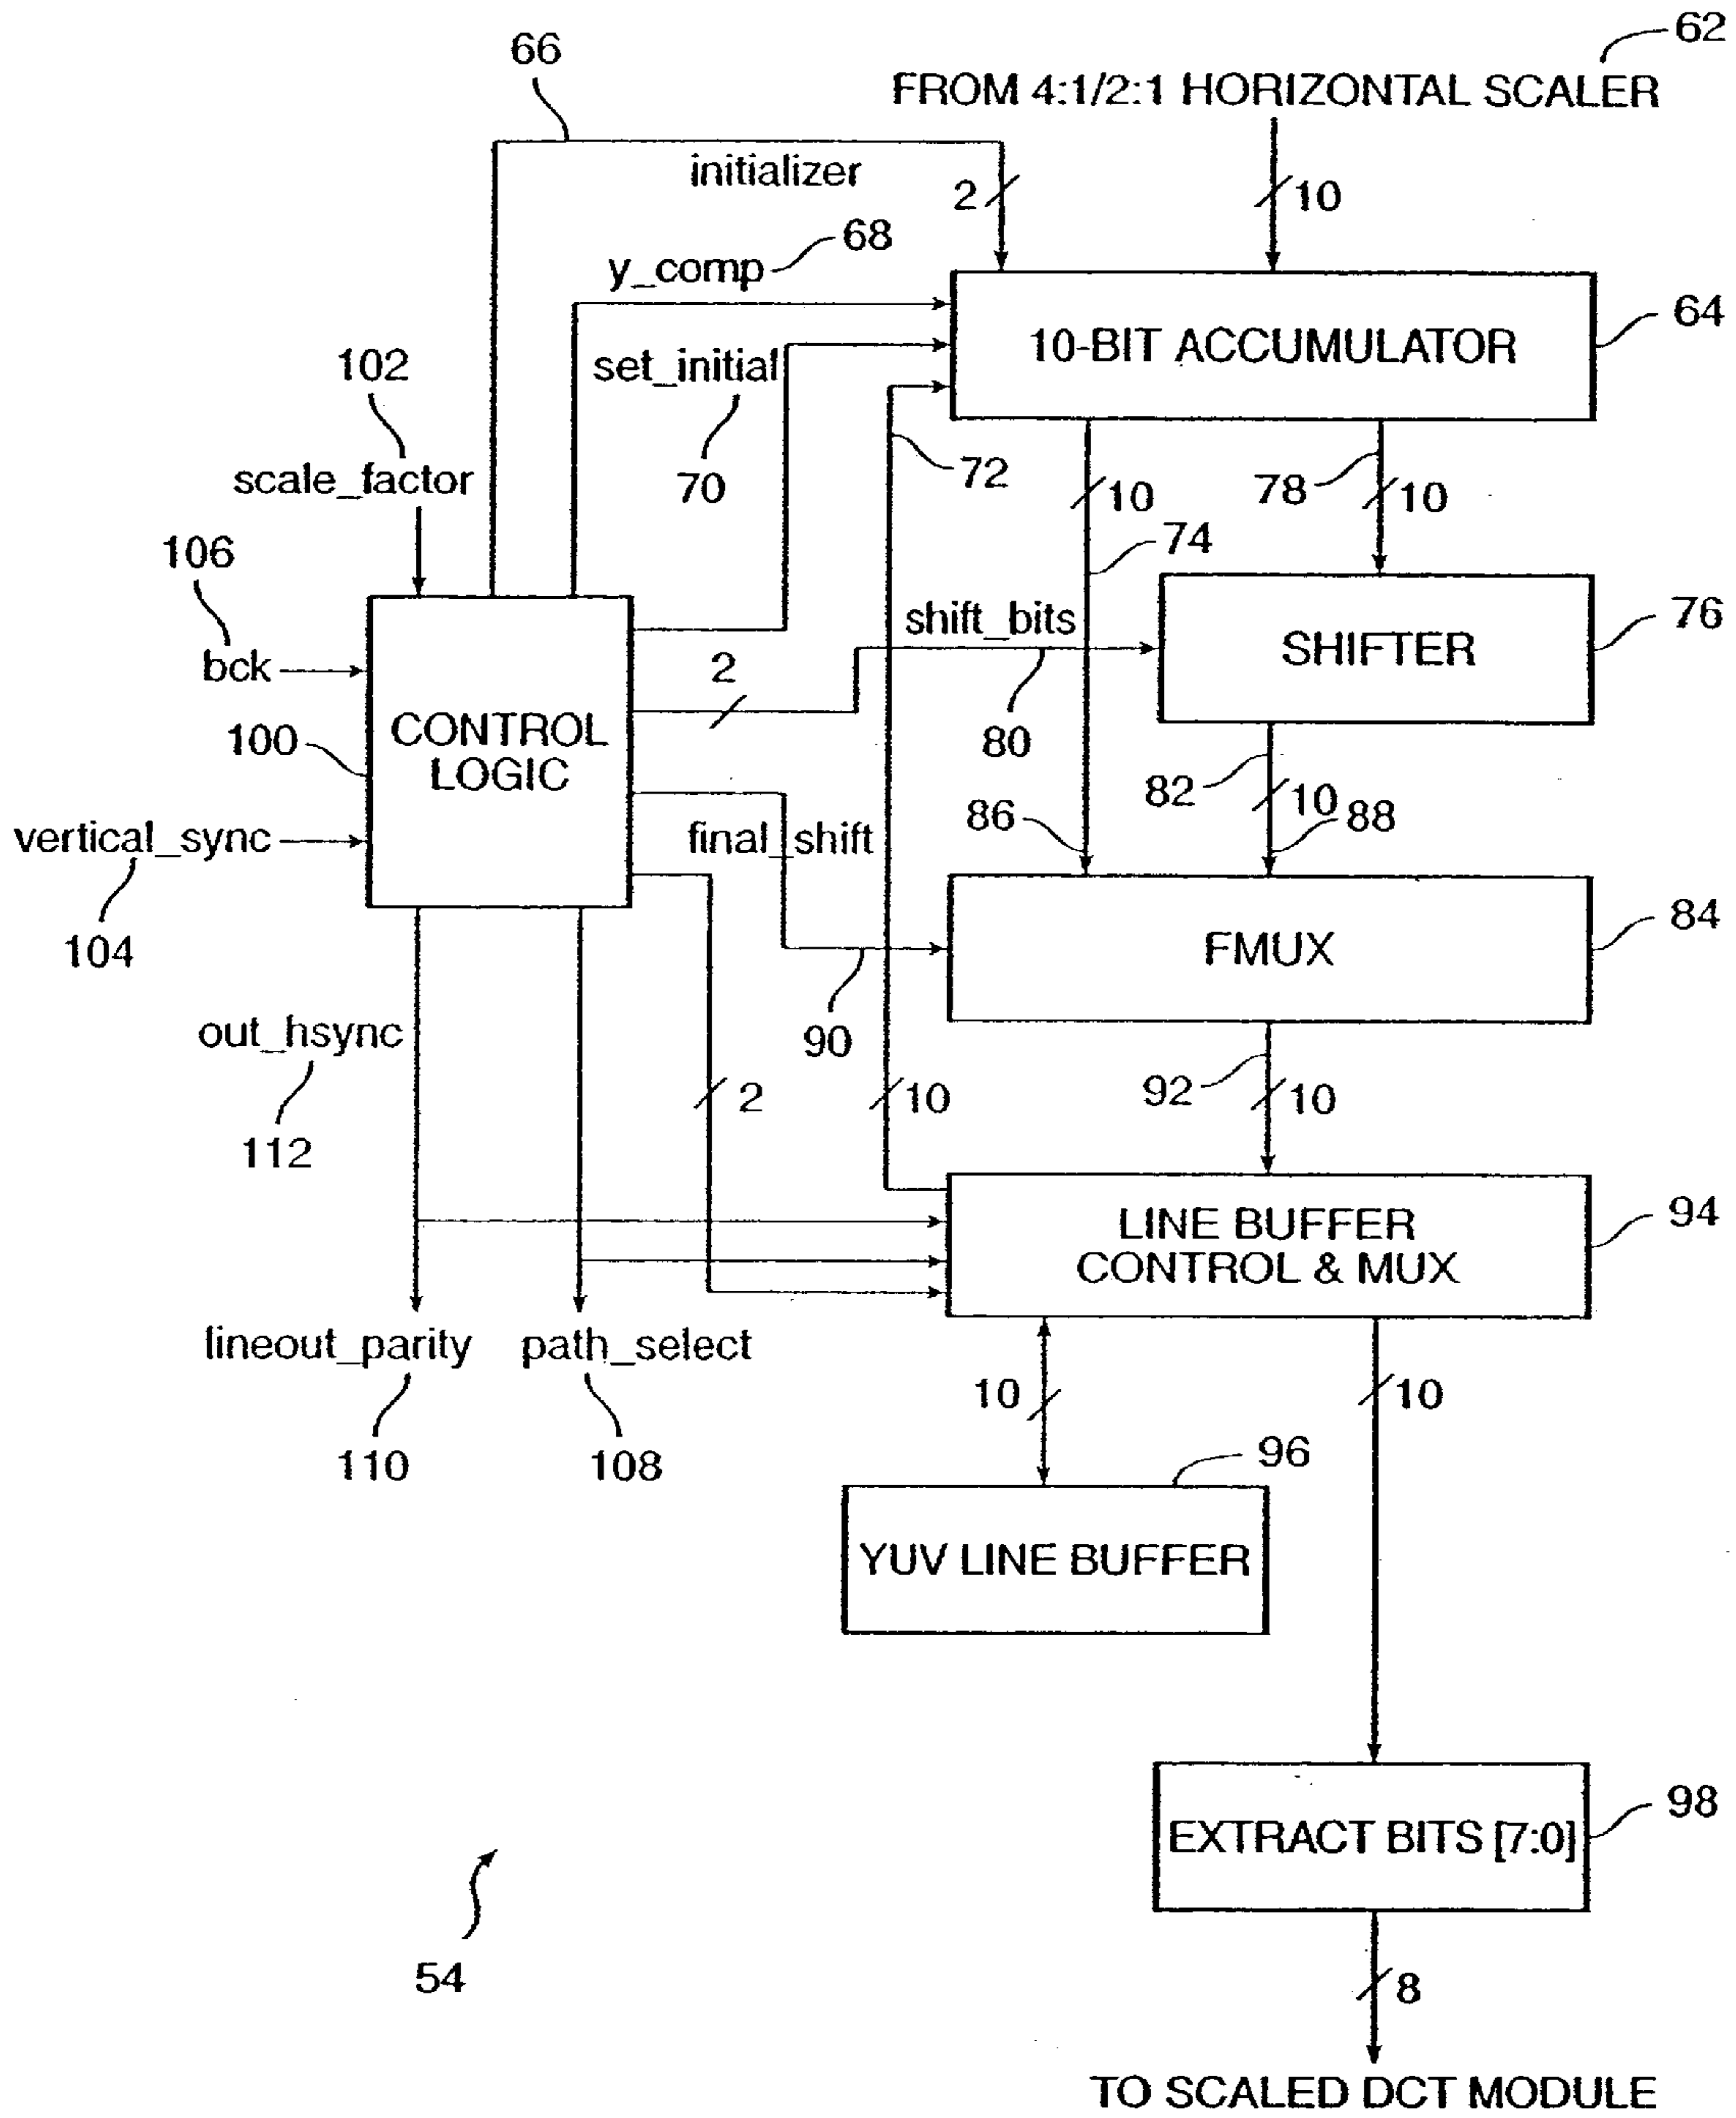 62
FROM 4:1/2:1 HORIZONTAL SCALER
66
initializer
2
10
y_comp
68
64
10-BIT ACCUMULATOR
102
set_initial
scale_factor
70
72
10
78
10
74
106
bck
shift_bits
76
SHIFTER
2
80
100
CONTROL
LOGIC
82
10
86
88
vertical_sync
104
final_shift
84
FMUX
90
out_hsync
112
2
10
92
10
94
LINE BUFFER
CONTROL & MUX
lineout_parity
path_select
110
108
10
10
96
YUV LINE BUFFER
98
EXTRACT BITS [7:0]
54
8
TO SCALED DCT MODULE